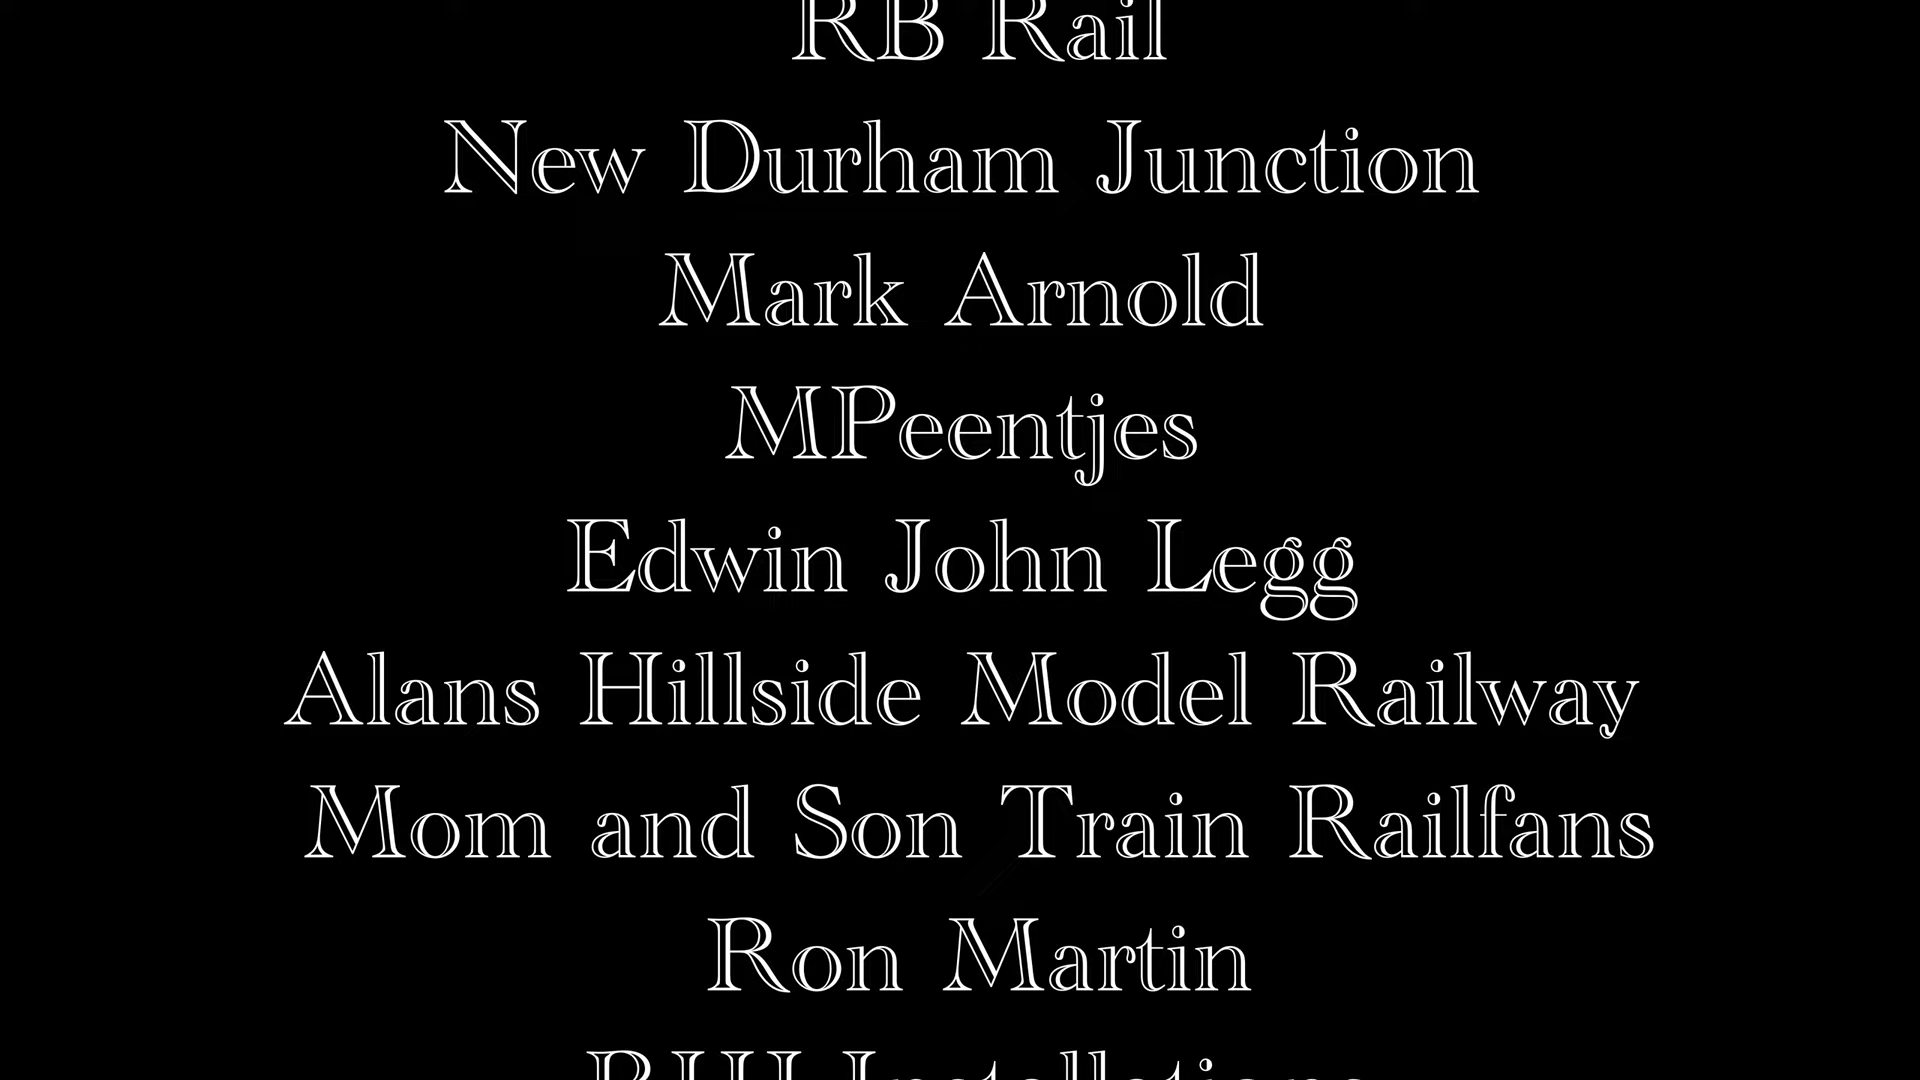 RB Rail
New Durham Junction
Mark Arnold
MPeentjes
Edwin John Legg
Alans Hillside Model Railway
Mom and Son Train Railfans
Ron Martin
Installations